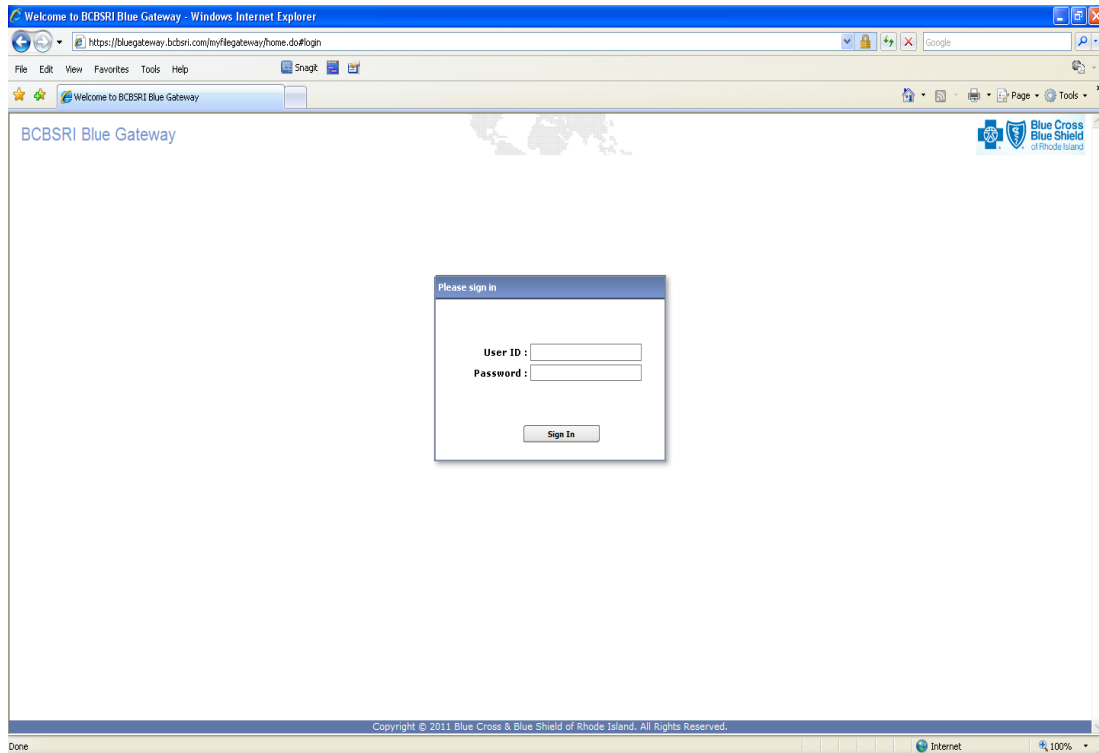 Welcome to BCBSRI Blue Gateway - Windows Internet Explorer
https://bluegateway.bcbsri.com/myfilegateway/home.do#login
Google
File Edit View Favorites Tools Help
SnagIt
Welcome to BCBSRI Blue Gateway
Page Tools
BCBSRI Blue Gateway
Blue Cross
Blue Shield
of Rhode Island
Please sign in
User ID :
Password :
Sign In
Copyright © 2011 Blue Cross & Blue Shield of Rhode Island. All Rights Reserved.
Done
Internet
100%